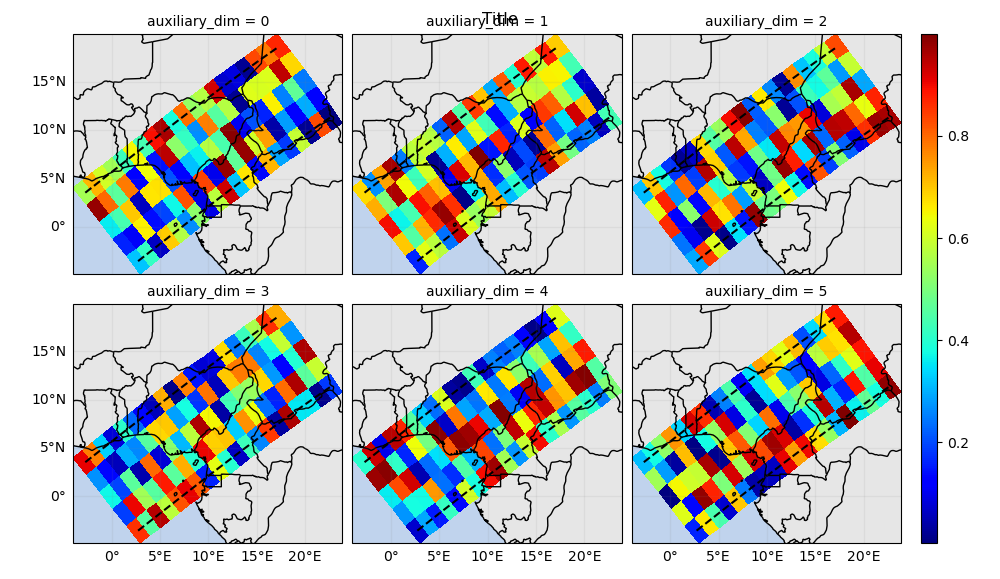 Title
auxiliary_dim = 0
auxiliary_dim = 1
auxiliary_dim = 2
15°N
10°N
5°N
0°
0.8
0.6
0.4
0.2
auxiliary_dim = 3
auxiliary_dim = 4
auxiliary_dim = 5
15°N
10°N
5°N
0°
0° 5°E 10°E 15°E 20°E
0° 5°E 10°E 15°E 20°E
0° 5°E 10°E 15°E 20°E